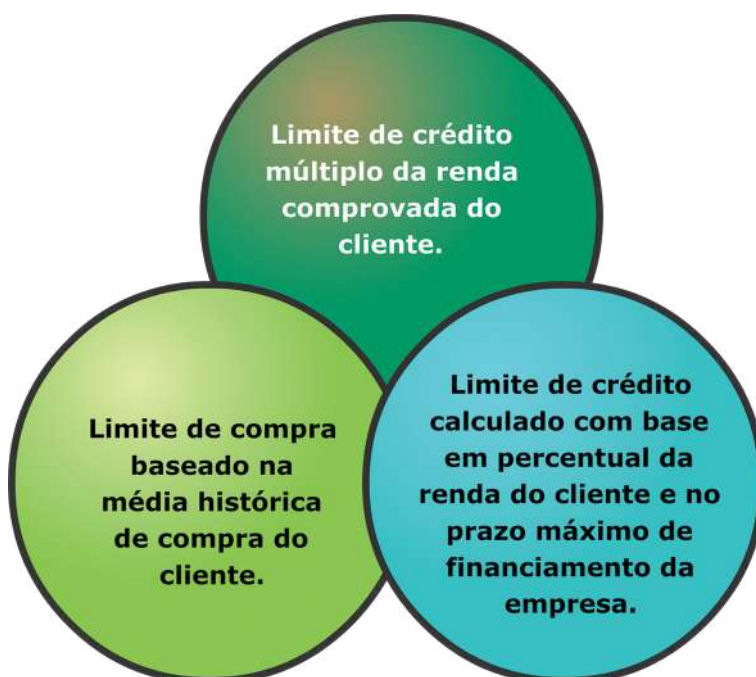 Limite de crédito
múltiplo da renda
comprovada do
cliente.
Limite de compra
baseado na
média histórica
de compra do
cliente.
Limite de crédito
calculado com base
em percentual da
renda do cliente e no
prazo máximo de
financiamento da
empresa.